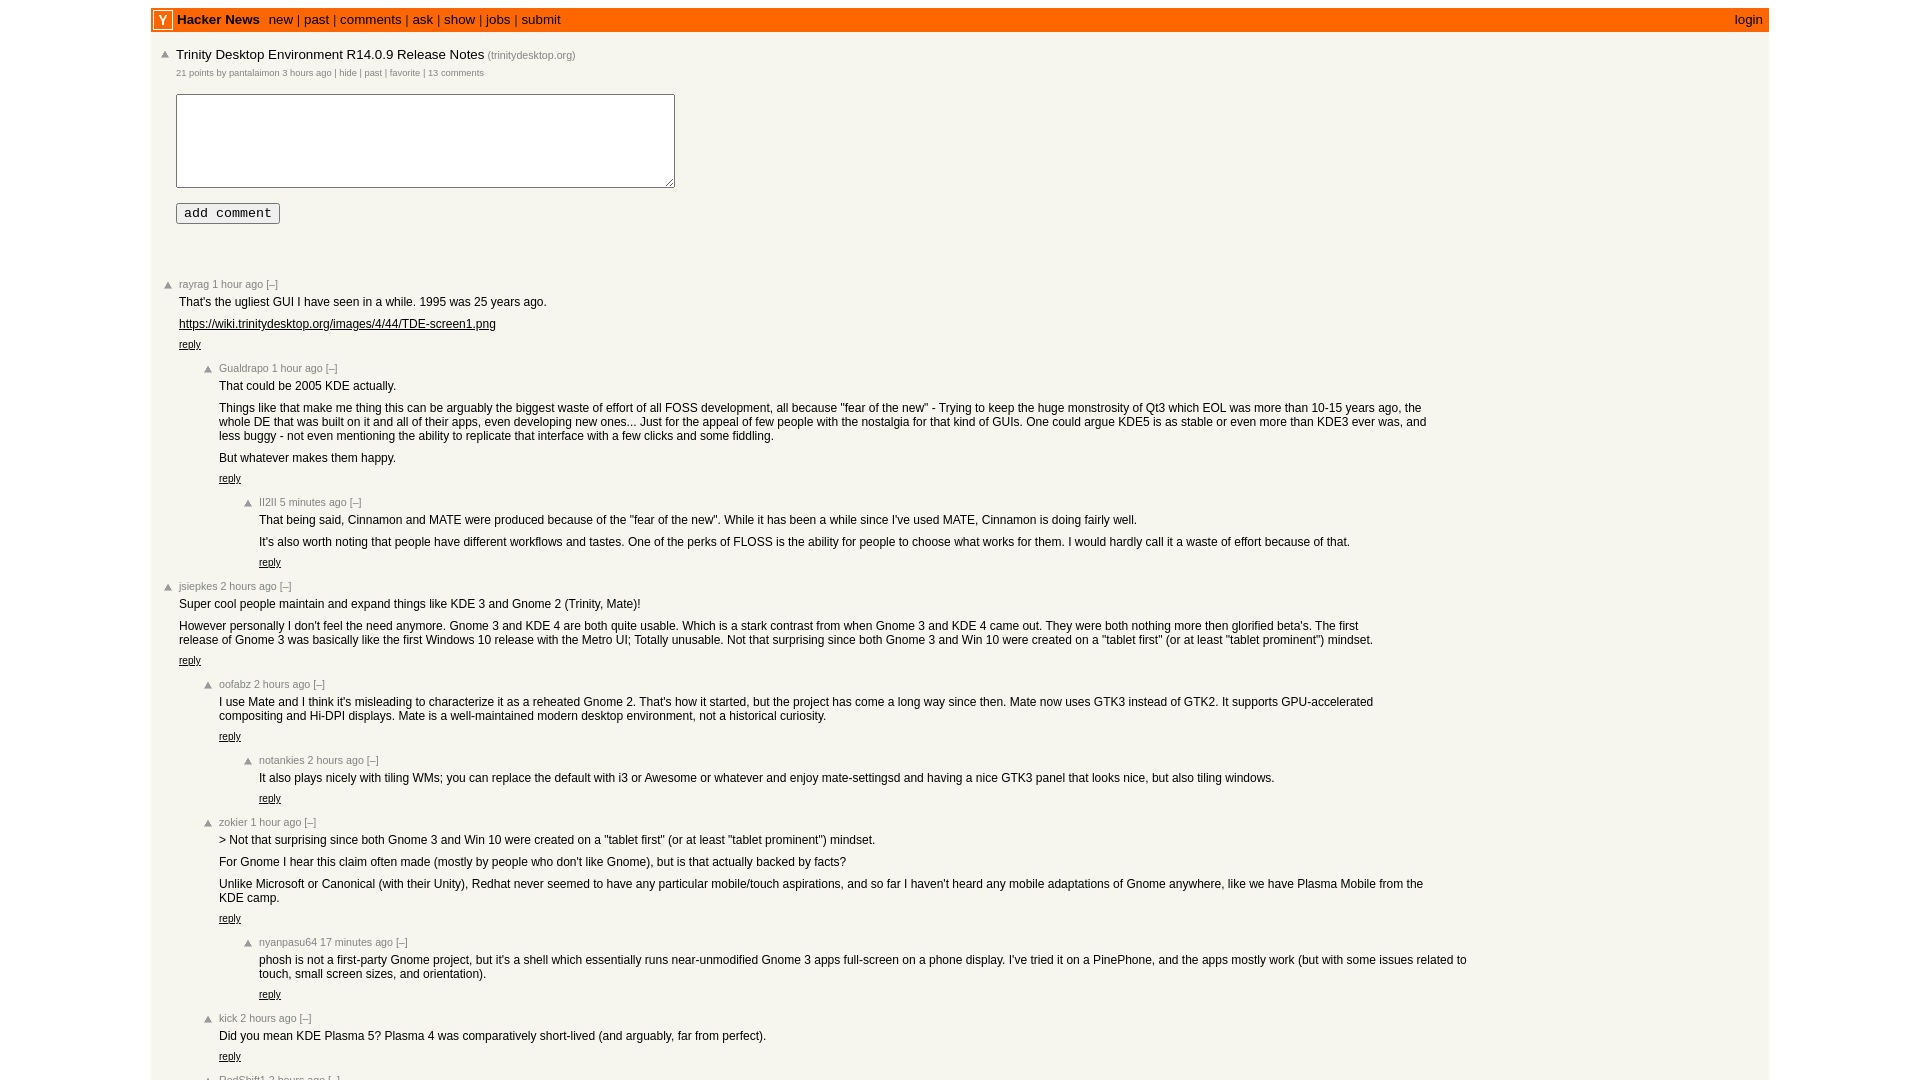 Y Hacker News new | past | comments | ask | show | jobs | submit login
Trinity Desktop Environment R14.0.9 Release Notes (trinitydesktop.org)
21 points by pantalaimon 3 hours ago | hide | past | favorite | 13 comments
add comment
rayrag 1 hour ago [–]
That's the ugliest GUI I have seen in a while. 1995 was 25 years ago.
https://wiki.trinitydesktop.org/images/4/44/TDE-screen1.png
reply
Gualdrapo 1 hour ago [–]
That could be 2005 KDE actually.
Things like that make me thing this can be arguably the biggest waste of effort of all FOSS development, all because "fear of the new" - Trying to keep the huge monstrosity of Qt3 which EOL was more than 10-15 years ago, the
whole DE that was built on it and all of their apps, even developing new ones... Just for the appeal of few people with the nostalgia for that kind of GUIs. One could argue KDE5 is as stable or even more than KDE3 ever was, and
less buggy - not even mentioning the ability to replicate that interface with a few clicks and some fiddling.
But whatever makes them happy.
reply
II2II 5 minutes ago [–]
That being said, Cinnamon and MATE were produced because of the "fear of the new". While it has been a while since I've used MATE, Cinnamon is doing fairly well.
It's also worth noting that people have different workflows and tastes. One of the perks of FLOSS is the ability for people to choose what works for them. I would hardly call it a waste of effort because of that.
reply
jsiepkes 2 hours ago [–]
Super cool people maintain and expand things like KDE 3 and Gnome 2 (Trinity, Mate)!
However personally I don't feel the need anymore. Gnome 3 and KDE 4 are both quite usable. Which is a stark contrast from when Gnome 3 and KDE 4 came out. They were both nothing more then glorified beta's. The first
release of Gnome 3 was basically like the first Windows 10 release with the Metro UI; Totally unusable. Not that surprising since both Gnome 3 and Win 10 were created on a "tablet first" (or at least "tablet prominent") mindset.
reply
oofabz 2 hours ago [–]
I use Mate and I think it's misleading to characterize it as a reheated Gnome 2. That's how it started, but the project has come a long way since then. Mate now uses GTK3 instead of GTK2. It supports GPU-accelerated
compositing and Hi-DPI displays. Mate is a well-maintained modern desktop environment, not a historical curiosity.
reply
notankies 2 hours ago [–]
It also plays nicely with tiling WMs; you can replace the default with i3 or Awesome or whatever and enjoy mate-settingsd and having a nice GTK3 panel that looks nice, but also tiling windows.
reply
zokier 1 hour ago [–]
> Not that surprising since both Gnome 3 and Win 10 were created on a "tablet first" (or at least "tablet prominent") mindset.
For Gnome I hear this claim often made (mostly by people who don't like Gnome), but is that actually backed by facts?
Unlike Microsoft or Canonical (with their Unity), Redhat never seemed to have any particular mobile/touch aspirations, and so far I haven't heard any mobile adaptations of Gnome anywhere, like we have Plasma Mobile from the
KDE camp.
reply
nyanpasu64 17 minutes ago [–]
phosh is not a first-party Gnome project, but it's a shell which essentially runs near-unmodified Gnome 3 apps full-screen on a phone display. I've tried it on a PinePhone, and the apps mostly work (but with some issues related to
touch, small screen sizes, and orientation).
reply
kick 2 hours ago [–]
Did you mean KDE Plasma 5? Plasma 4 was comparatively short-lived (and arguably, far from perfect).
reply
RedShift1 2 hours ago [–]